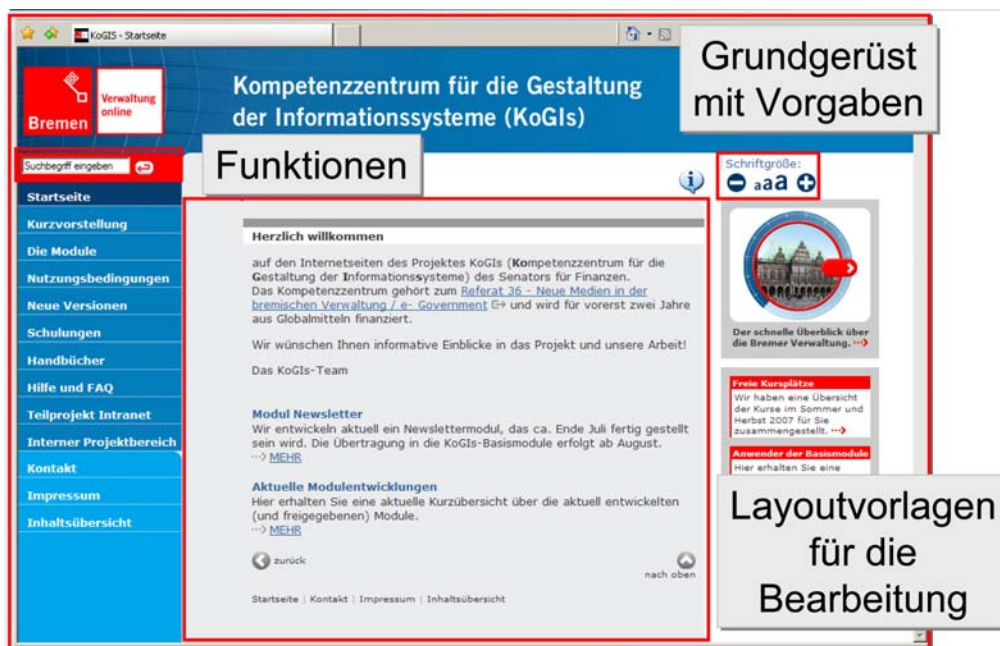 KoGIS - Startseite
Grundgerüst
mit Vorgaben
Bremen
Verwaltung
online
Kompetenzzentrum für die Gestaltung
der Informationssysteme (KoGIs)
Funktionen
Suchbegriff eingeben
Startseite
Kurzvorstellung
Die Module
Nutzungsbedingungen
Neue Versionen
Schulungen
Handbücher
Hilfe und FAQ
Teilprojekt Intranet
Interner Projektbereich
Kontakt
Impressum
Inhaltsübersicht
Herzlich willkommen
auf den Internetseiten des Projektes KoGIs (Kompetenzzentrum für die
Gestaltung der Informationssysteme) des Senators für Finanzen.
Das Kompetenzzentrum gehört zum Referat 36 - Neue Medien in der
bremischen Verwaltung / e- Government und wird für vorerst zwei Jahre
aus Globalmitteln finanziert.
Wir wünschen Ihnen informative Einblicke in das Projekt und unsere Arbeit!
Das KoGIs-Team
Modul Newsletter
Wir entwickeln aktuell ein Newslettermodul, das ca. Ende Juli fertig gestellt
sein wird. Die Übertragung in die KoGIs-Basismodule erfolgt ab August.
MEHR
Aktuelle Modulentwicklungen
Hier erhalten Sie eine aktuelle Kurzübersicht über die aktuell entwickelten
(und freigegebenen) Module.
MEHR
zurück
nach oben
Startseite | Kontakt | Impressum | Inhaltsübersicht
Schriftgröße:
aaa
Der schnelle Überblick über
die Bremer Verwaltung.
Freie Kursplätze
Wir haben eine Übersicht
der Kurse im Sommer und
Herbst 2007 für Sie
zusammengestellt.
Anwender der Basismodule
Hier erhalten Sie eine
Layoutvorlagen
für die
Bearbeitung